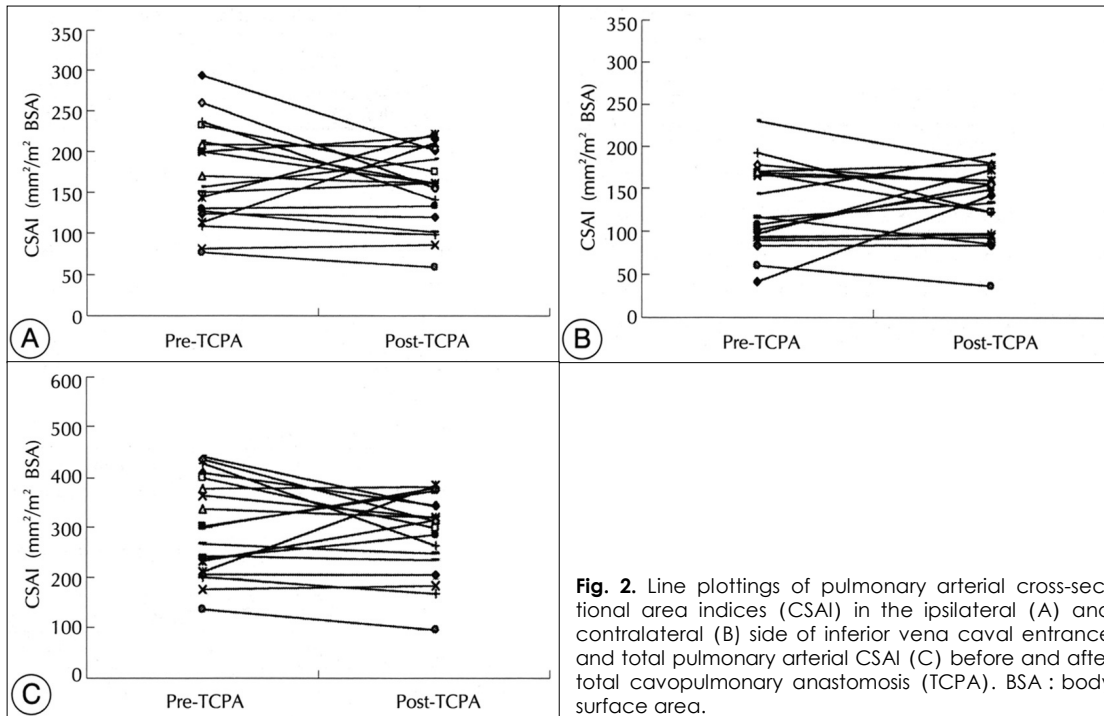 350
300
250
200
150
100
50
0
CSAI (mm²/m² BSA)
Pre-TCPA Post-TCPA
A
350
300
250
200
150
100
50
0
CSAI (mm²/m² BSA)
Pre-TCPA Post-TCPA
B
600
500
400
300
200
100
0
CSAI (mm²/m² BSA)
Pre-TCPA Post-TCPA
C
Fig. 2. Line plottings of pulmonary arterial cross-sec-
tional area indices (CSAI) in the ipsilateral (A) and
contralateral (B) side of inferior vena caval entrance
and total pulmonary arterial CSAI (C) before and after
total cavopulmonary anastomosis (TCPA). BSA : body
surface area.